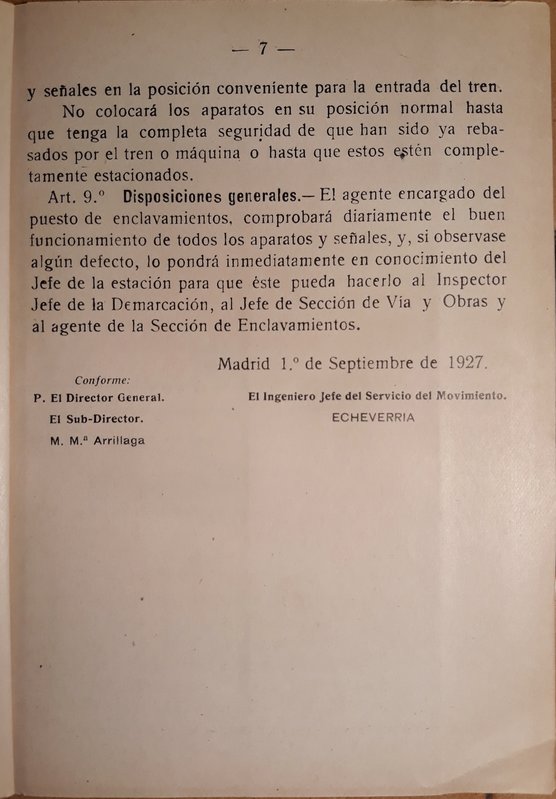 — 7 —
y señales en la posición conveniente para la entrada del tren.
No colocará los aparatos en su posición normal hasta
que tenga la completa seguridad de que han sido ya reba-
sados por el tren o máquina o hasta que estos estén comple-
tamente estacionados.
Art. 9.º Disposiciones generales.— El agente encargado del
puesto de enclavamientos, comprobará diariamente el buen
funcionamiento de todos los aparatos y señales, y, si observase
algún defecto, lo pondrá inmediatamente en conocimiento del
Jefe de la estación para que éste pueda hacerlo al Inspector
Jefe de la Demarcación, al Jefe de Sección de Vía y Obras y
al agente de la Sección de Enclavamientos.
Madrid 1.º de Septiembre de 1927.
Conforme:
P. El Director General.
El Sub-Director.
M. M.ª Arrillaga
El Ingeniero Jefe del Servicio del Movimiento.
ECHEVERRIA